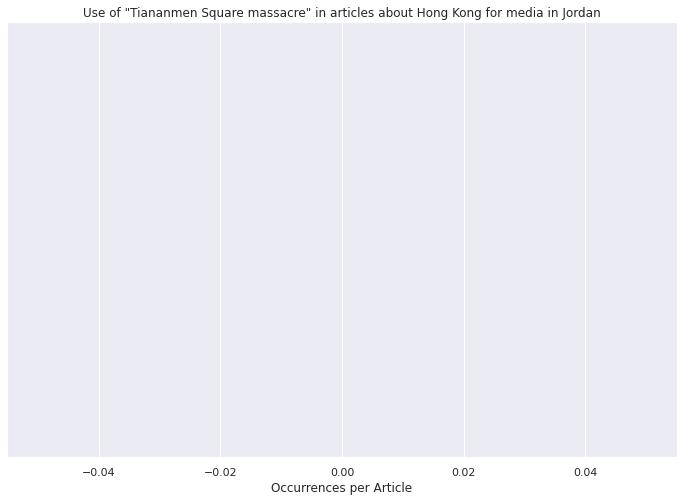 Use of "Tiananmen Square massacre" in articles about Hong Kong for media in Jordan
−0.04 −0.02 0.00 0.02 0.04
Occurrences per Article